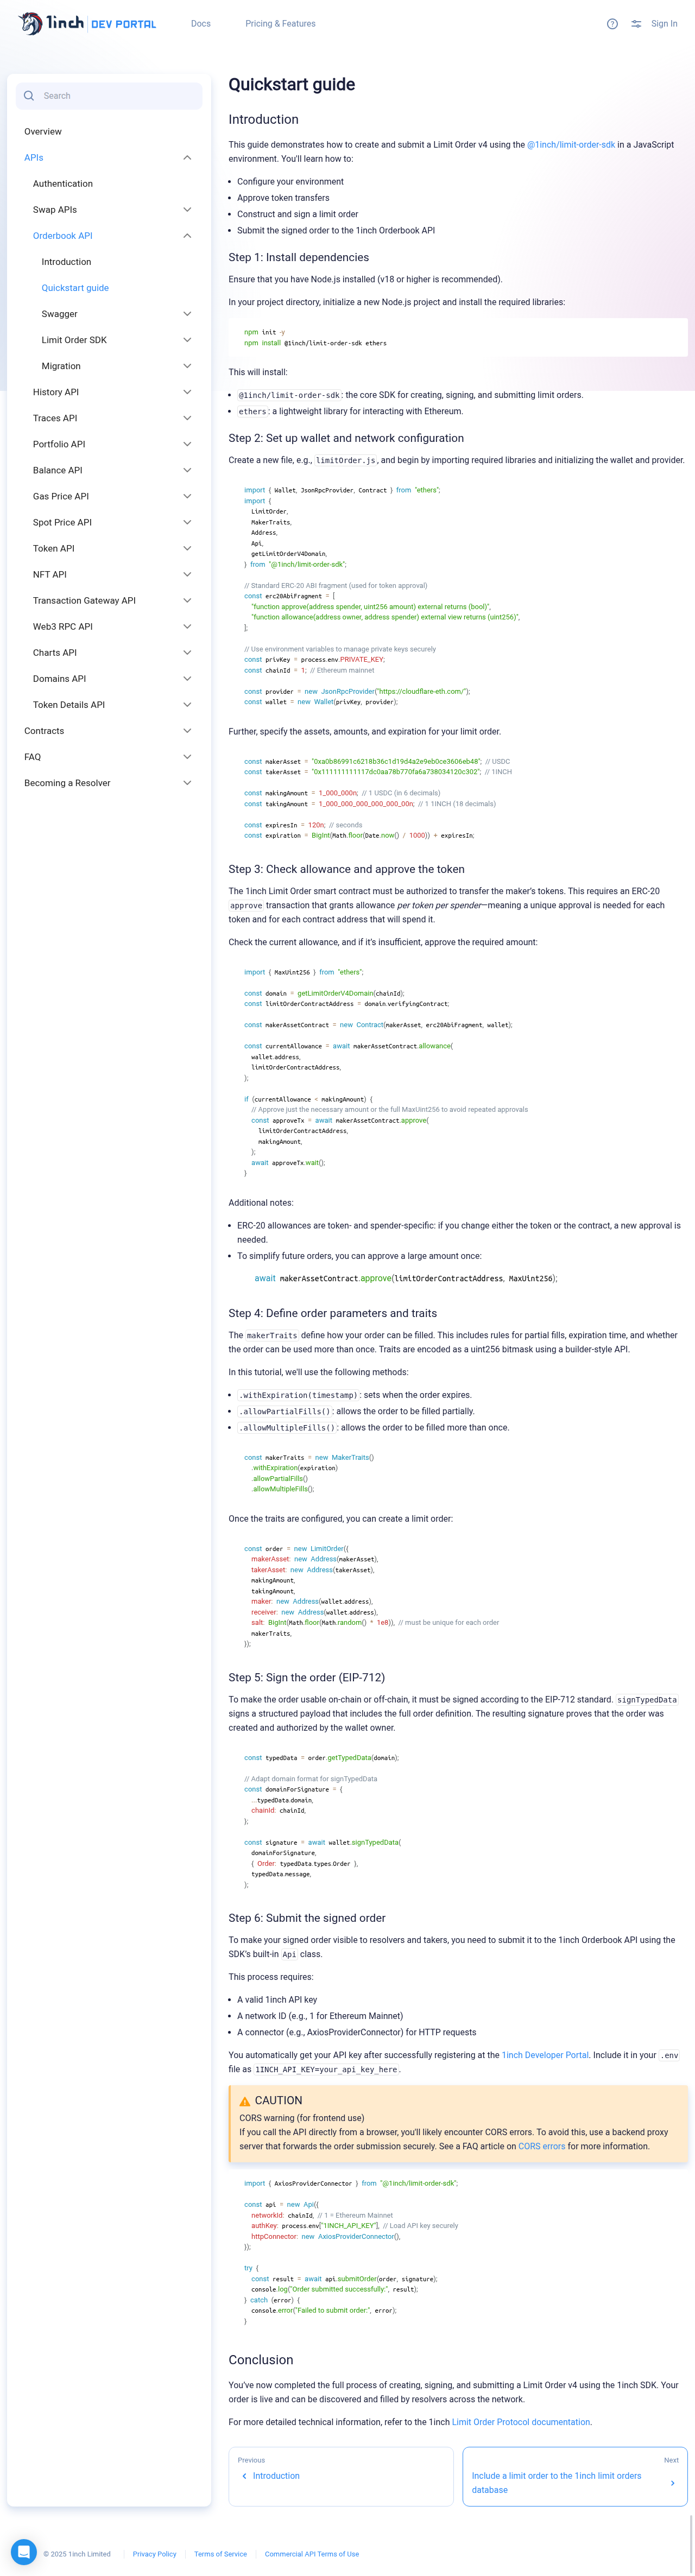 1inch DEV PORTAL
Docs
Pricing & Features
Sign In
Search
Overview
APIs
Authentication
Swap APIs
Orderbook API
Introduction
Quickstart guide
Swagger
Limit Order SDK
Migration
History API
Traces API
Portfolio API
Balance API
Gas Price API
Spot Price API
Token API
NFT API
Transaction Gateway API
Web3 RPC API
Charts API
Domains API
Token Details API
Contracts
FAQ
Becoming a Resolver
Quickstart guide
Introduction
This guide demonstrates how to create and submit a Limit Order v4 using the @1inch/limit-order-sdk in a JavaScript
environment. You'll learn how to:
• Configure your environment
• Approve token transfers
• Construct and sign a limit order
• Submit the signed order to the 1inch Orderbook API
Step 1: Install dependencies
Ensure that you have Node.js installed (v18 or higher is recommended).
In your project directory, initialize a new Node.js project and install the required libraries:
npm init -y
npm install @1inch/limit-order-sdk ethers
This will install:
• @1inch/limit-order-sdk: the core SDK for creating, signing, and submitting limit orders.
• ethers: a lightweight library for interacting with Ethereum.
Step 2: Set up wallet and network configuration
Create a new file, e.g., limitOrder.js, and begin by importing required libraries and initializing the wallet and provider.
import { Wallet, JsonRpcProvider, Contract } from "ethers";
import {
LimitOrder,
MakerTraits,
Address,
Api,
getLimitOrderV4Domain,
} from "@1inch/limit-order-sdk";
// Standard ERC-20 ABI fragment (used for token approval)
const erc20AbiFragment = [
"function approve(address spender, uint256 amount) external returns (bool)",
"function allowance(address owner, address spender) external view returns (uint256)",
];
// Use environment variables to manage private keys securely
const privKey = process.env.PRIVATE_KEY;
const chainId = 1; // Ethereum mainnet
const provider = new JsonRpcProvider("https://cloudflare-eth.com/");
const wallet = new Wallet(privKey, provider);
Further, specify the assets, amounts, and expiration for your limit order.
const makerAsset = "0xa0b86991c6218b36c1d19d4a2e9eb0ce3606eb48"; // USDC
const takerAsset = "0x111111111117dc0aa78b770fa6a738034120c302"; // 1INCH
const makingAmount = 1_000_000n; // 1 USDC (in 6 decimals)
const takingAmount = 1_000_000_000_000_000_00n; // 1 1INCH (18 decimals)
const expiresIn = 120n; // seconds
const expiration = BigInt(Math.floor(Date.now() / 1000)) + expiresIn;
Step 3: Check allowance and approve the token
The 1inch Limit Order smart contract must be authorized to transfer the maker's tokens. This requires an ERC-20
approve transaction that grants allowance per token per spender—meaning a unique approval is needed for each
token and for each contract address that will spend it.
Check the current allowance, and if it's insufficient, approve the required amount:
import { MaxUint256 } from "ethers";
const domain = getLimitOrderV4Domain(chainId);
const limitOrderContractAddress = domain.verifyingContract;
const makerAssetContract = new Contract(makerAsset, erc20AbiFragment, wallet);
const currentAllowance = await makerAssetContract.allowance(
wallet.address,
limitOrderContractAddress,
);
if (currentAllowance < makingAmount) {
// Approve just the necessary amount or the full MaxUint256 to avoid repeated approvals
const approveTx = await makerAssetContract.approve(
limitOrderContractAddress,
makingAmount,
);
await approveTx.wait();
}
Additional notes:
• ERC-20 allowances are token- and spender-specific: if you change either the token or the contract, a new approval is
needed.
• To simplify future orders, you can approve a large amount once:
await makerAssetContract.approve(limitOrderContractAddress, MaxUint256);
Step 4: Define order parameters and traits
The makerTraits define how your order can be filled. This includes rules for partial fills, expiration time, and whether
the order can be used more than once. Traits are encoded as a uint256 bitmask using a builder-style API.
In this tutorial, we'll use the following methods:
• .withExpiration(timestamp): sets when the order expires.
• .allowPartialFills(): allows the order to be filled partially.
• .allowMultipleFills(): allows the order to be filled more than once.
const makerTraits = new MakerTraits()
.withExpiration(expiration)
.allowPartialFills()
.allowMultipleFills();
Once the traits are configured, you can create a limit order:
const order = new LimitOrder({
makerAsset: new Address(makerAsset),
takerAsset: new Address(takerAsset),
makingAmount,
takingAmount,
maker: new Address(wallet.address),
receiver: new Address(wallet.address),
salt: BigInt(Math.floor(Math.random() * 1e8)), // must be unique for each order
makerTraits,
});
Step 5: Sign the order (EIP-712)
To make the order usable on-chain or off-chain, it must be signed according to the EIP-712 standard. signTypedData
signs a structured payload that includes the full order definition. The resulting signature proves that the order was
created and authorized by the wallet owner.
const typedData = order.getTypedData(domain);
// Adapt domain format for signTypedData
const domainForSignature = {
...typedData.domain,
chainId: chainId,
};
const signature = await wallet.signTypedData(
domainForSignature,
{ Order: typedData.types.Order },
typedData.message,
);
Step 6: Submit the signed order
To make your signed order visible to resolvers and takers, you need to submit it to the 1inch Orderbook API using the
SDK's built-in Api class.
This process requires:
• A valid 1inch API key
• A network ID (e.g., 1 for Ethereum Mainnet)
• A connector (e.g., AxiosProviderConnector) for HTTP requests
You automatically get your API key after successfully registering at the 1inch Developer Portal. Include it in your .env
file as 1INCH_API_KEY=your_api_key_here.
CAUTION
CORS warning (for frontend use)
If you call the API directly from a browser, you'll likely encounter CORS errors. To avoid this, use a backend proxy
server that forwards the order submission securely. See a FAQ article on CORS errors for more information.
import { AxiosProviderConnector } from "@1inch/limit-order-sdk";
const api = new Api({
networkId: chainId, // 1 = Ethereum Mainnet
authKey: process.env["1INCH_API_KEY"], // Load API key securely
httpConnector: new AxiosProviderConnector(),
});
try {
const result = await api.submitOrder(order, signature);
console.log("Order submitted successfully:", result);
} catch (error) {
console.error("Failed to submit order:", error);
}
Conclusion
You've now completed the full process of creating, signing, and submitting a Limit Order v4 using the 1inch SDK. Your
order is live and can be discovered and filled by resolvers across the network.
For more detailed technical information, refer to the 1inch Limit Order Protocol documentation.
Previous
Introduction
Next
Include a limit order to the 1inch limit orders
database
© 2025 1inch Limited
Privacy Policy
Terms of Service
Commercial API Terms of Use